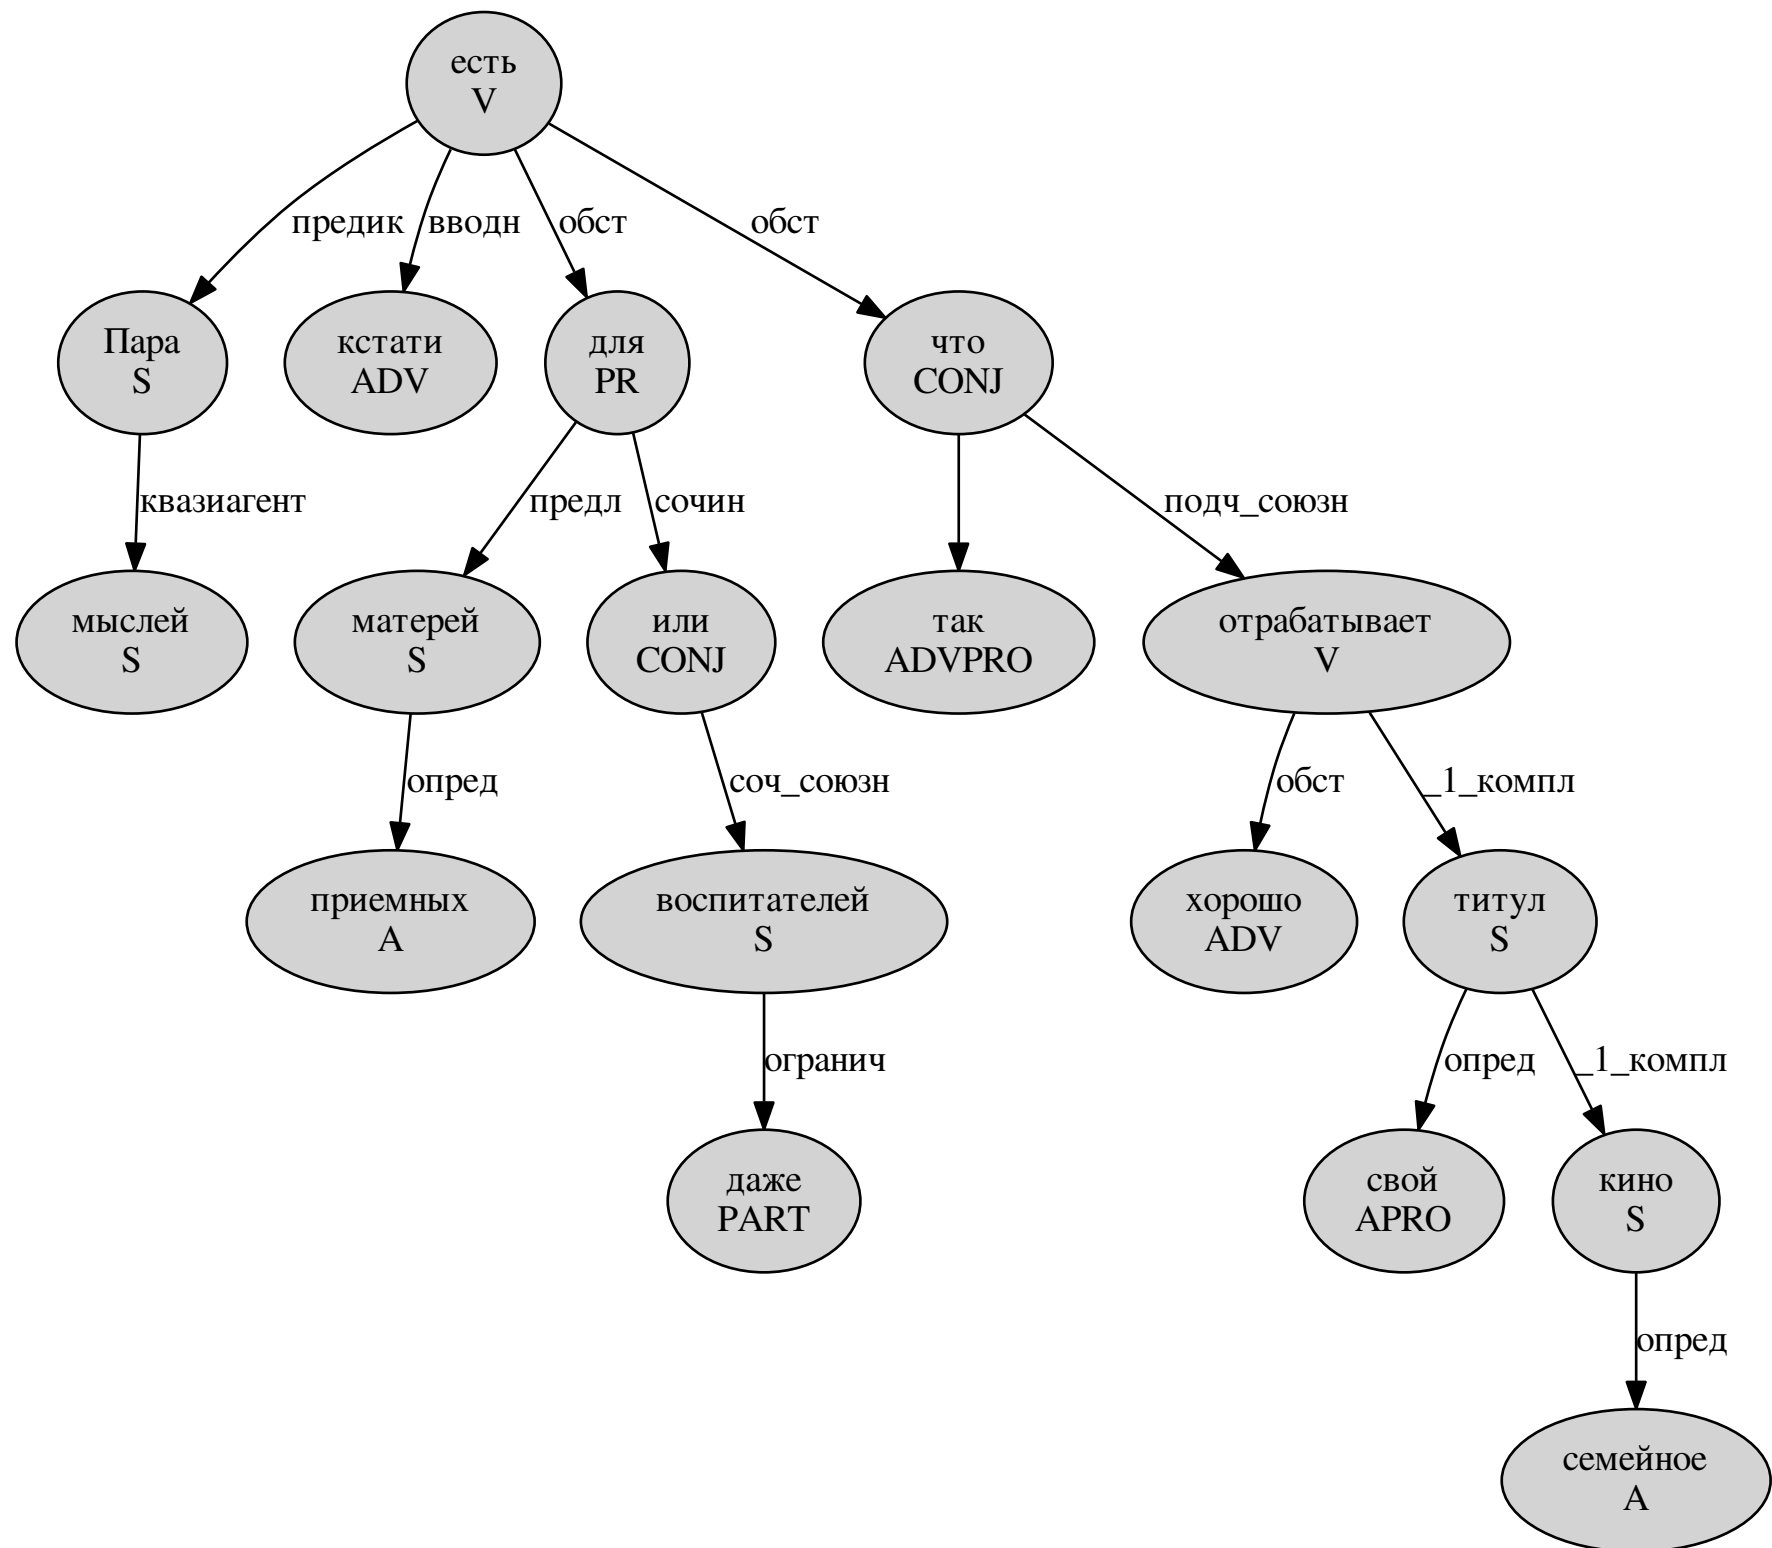 есть
V
предик
вводн
обст
обст
Пара
S
кстати
ADV
для
PR
что
CONJ
квазиагент
предл
сочин
подч_союзн
мыслей
S
матерей
S
или
CONJ
так
ADVPRO
отрабатывает
V
опред
соч_союзн
обст
_1_компл
приемных
A
воспитателей
S
хорошо
ADV
титул
S
огранич
опред
_1_компл
даже
PART
свой
APRO
кино
S
опред
семейное
A